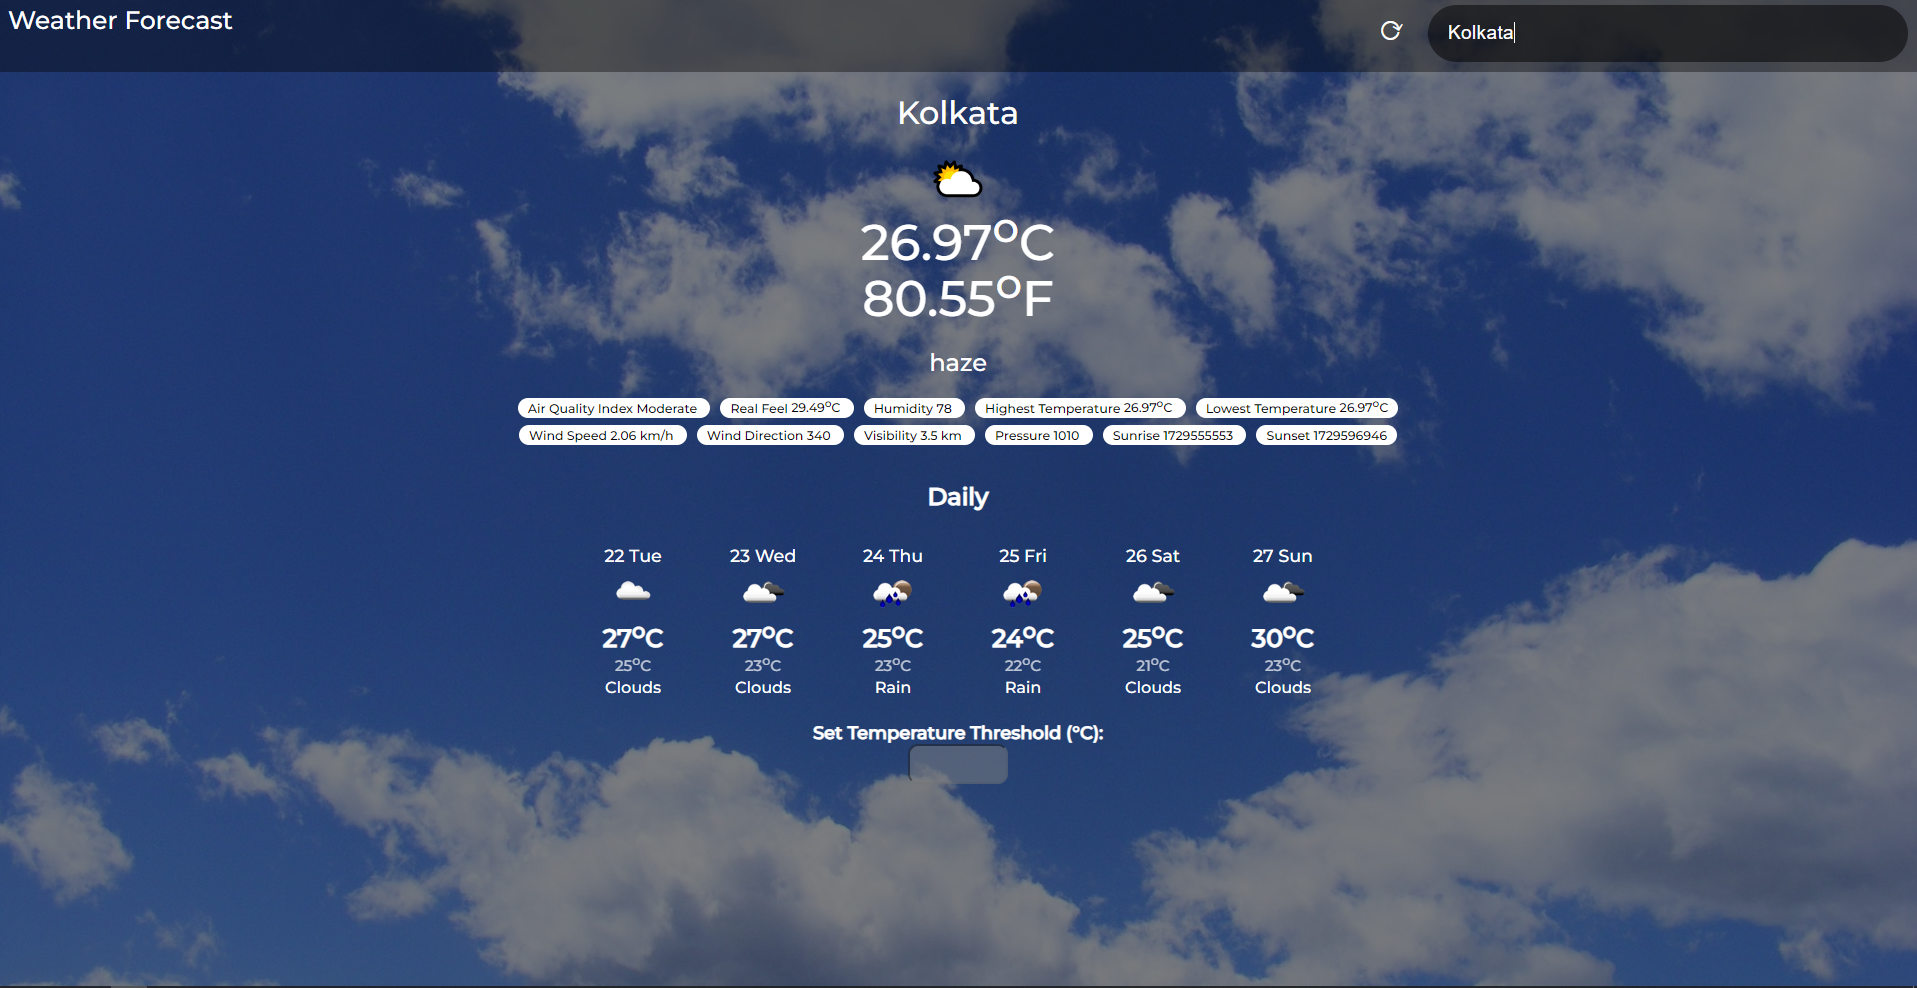 Weather Forecast
Kolkata
Kolkata
26.97°C
80.55°F
haze
Air Quality Index Moderate Real Feel 29.49°C Humidity 78 Highest Temperature 26.97°C Lowest Temperature 26.97°C
Wind Speed 2.06 km/h Wind Direction 340 Visibility 3.5 km Pressure 1010 Sunrise 1729555553 Sunset 1729596946
Daily
22 Tue 23 Wed 24 Thu 25 Fri 26 Sat 27 Sun
27°C 27°C 25°C 24°C 25°C 30°C
25°C 23°C 23°C 22°C 21°C 23°C
Clouds Clouds Rain Rain Clouds Clouds
Set Temperature Threshold (°C):